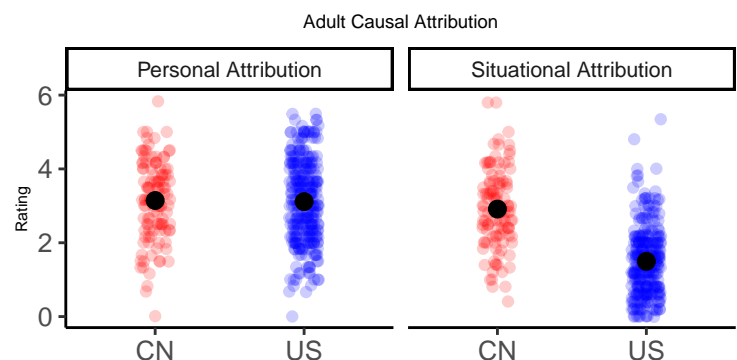 Adult Causal Attribution
Personal Attribution Situational Attribution
6
4
2
0
Rating
CN US CN US